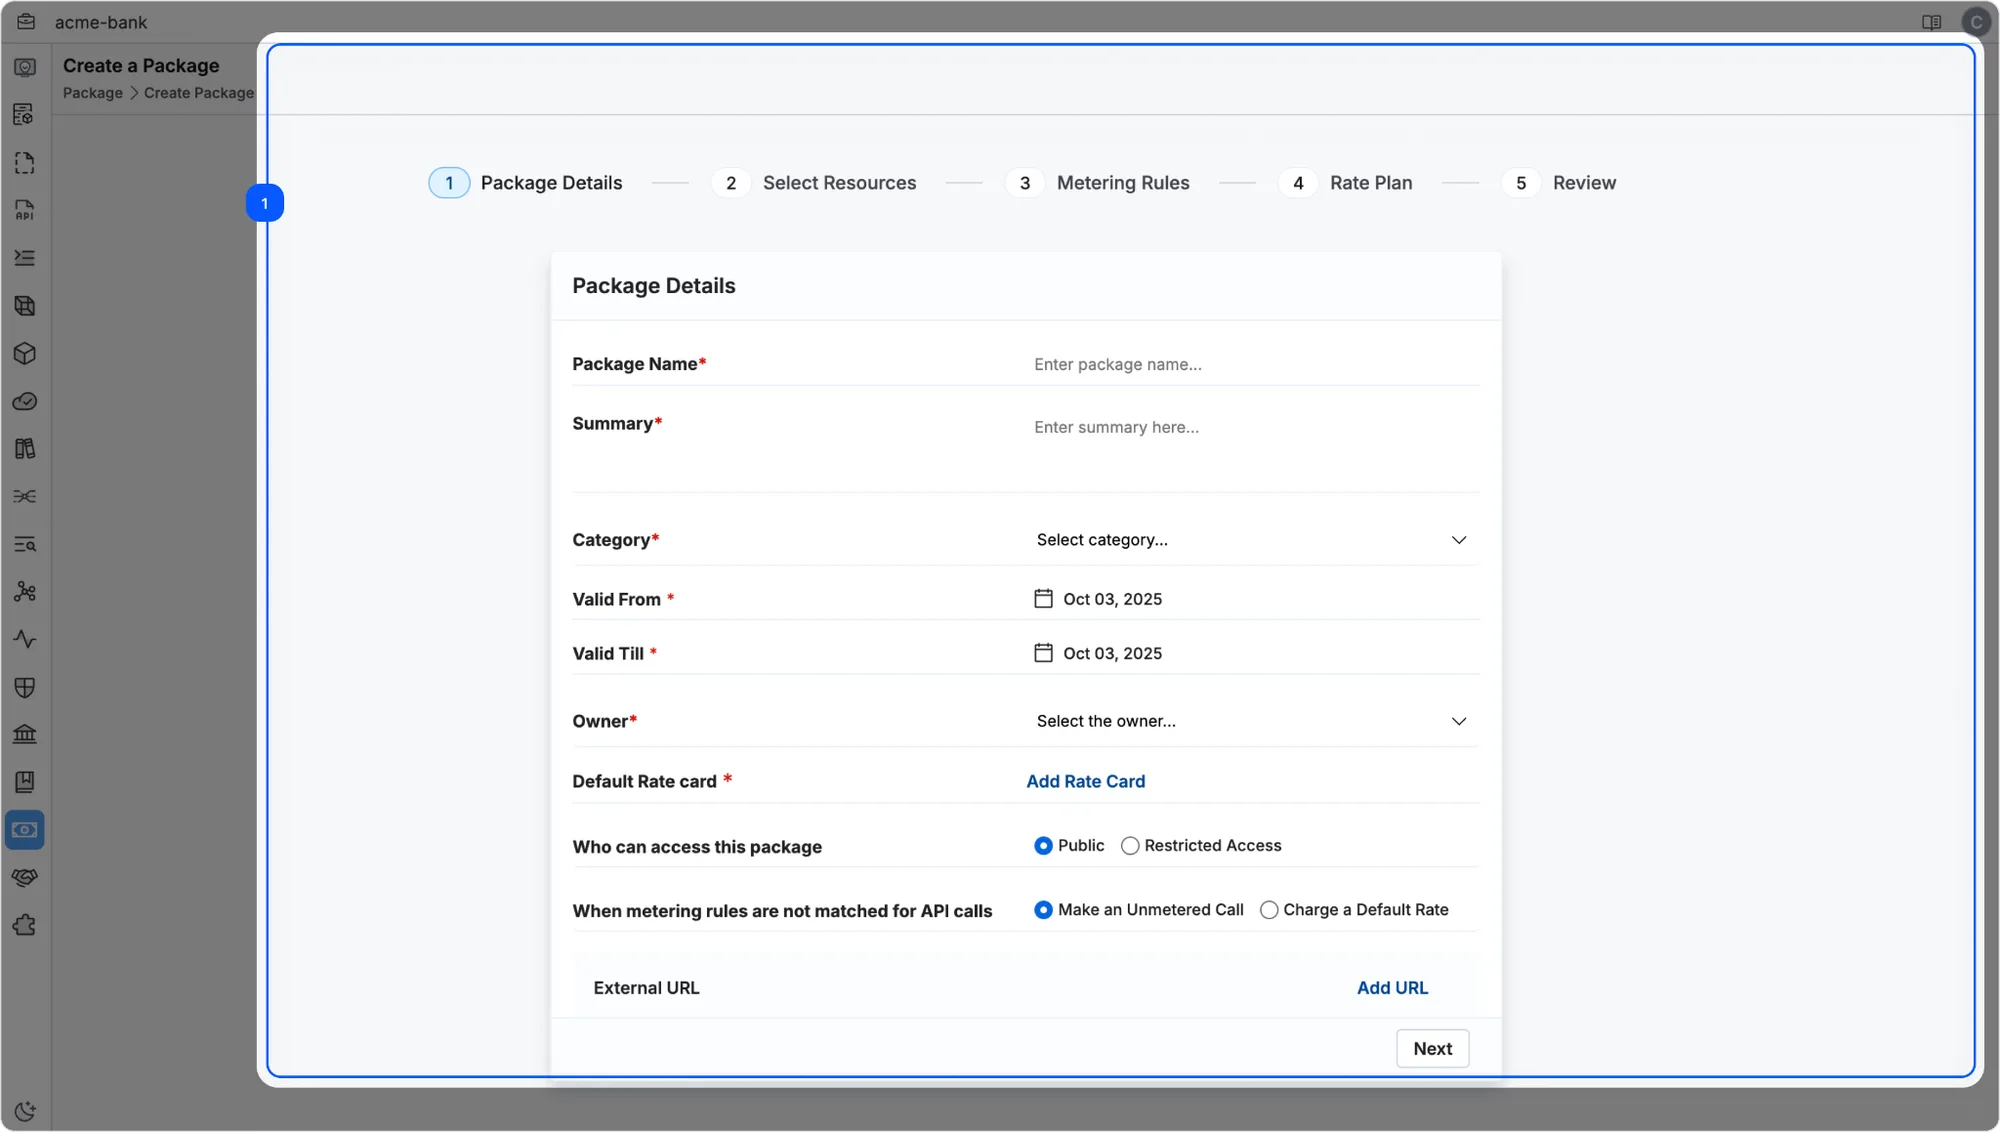 acme-bank
C
Create a Package
Package > Create Package
1
1 Package Details
2 Select Resources
3 Metering Rules
4 Rate Plan
5 Review
API
Package Details
Package Name* Enter package name...
Summary* Enter summary here...
Category* Select category...
Valid From * Oct 03, 2025
Valid Till * Oct 03, 2025
Owner* Select the owner...
Default Rate card * Add Rate Card
Who can access this package Public Restricted Access
When metering rules are not matched for API calls Make an Unmetered Call Charge a Default Rate
External URL Add URL
Next